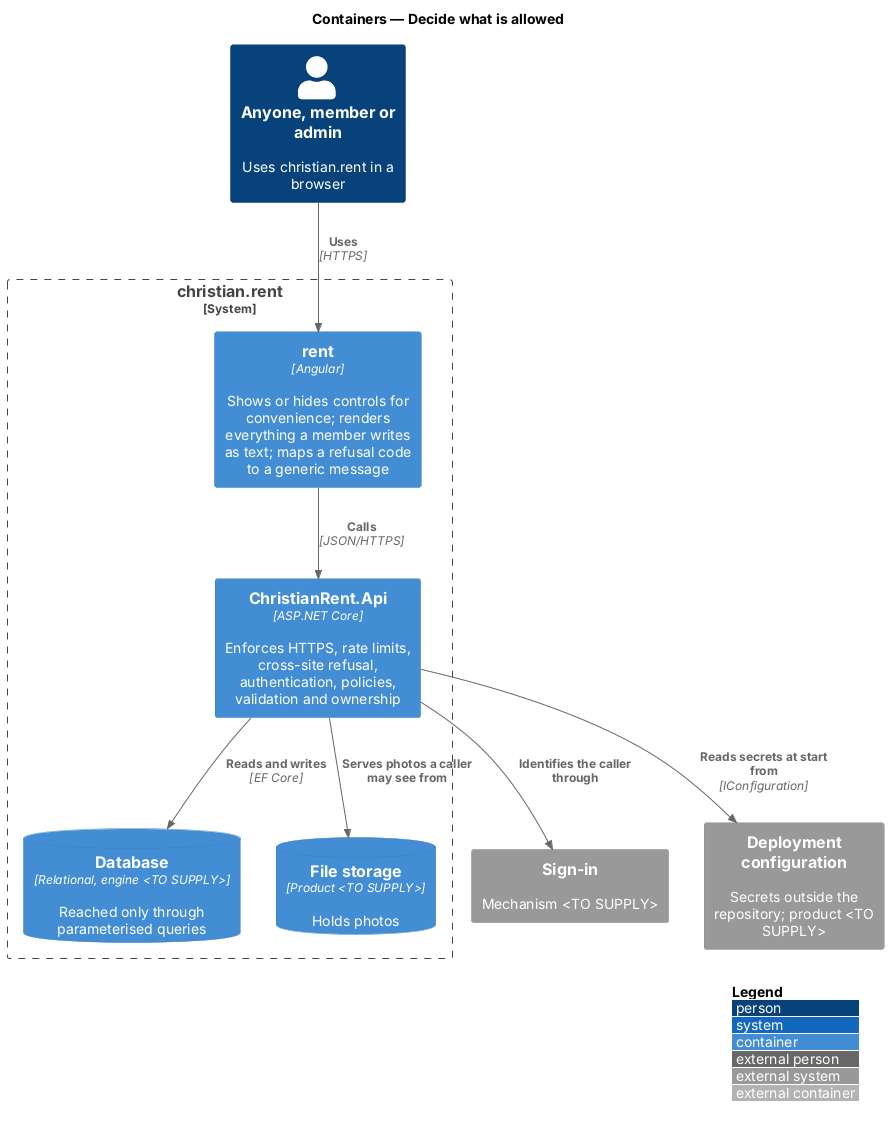 Containers — Decide what is allowed
Anyone, member or
admin
Uses christian.rent in a
browser
Uses
[HTTPS]
christian.rent
[System]
rent
[Angular]
Shows or hides controls for
convenience; renders
everything a member writes
as text; maps a refusal code
to a generic message
Calls
[JSON/HTTPS]
ChristianRent.Api
[ASP.NET Core]
Enforces HTTPS, rate limits,
cross-site refusal,
authentication, policies,
validation and ownership
Reads and writes
[EF Core]
Serves photos a caller
may see from
Identifies the caller
through
Reads secrets at start
from
[IConfiguration]
Database
[Relational, engine <TO SUPPLY>]
Reached only through
parameterised queries
File storage
[Product <TO SUPPLY>]
Holds photos
Sign-in
Mechanism <TO SUPPLY>
Deployment
configuration
Secrets outside the
repository; product <TO
SUPPLY>
Legend
person
system
container
external person
external system
external container